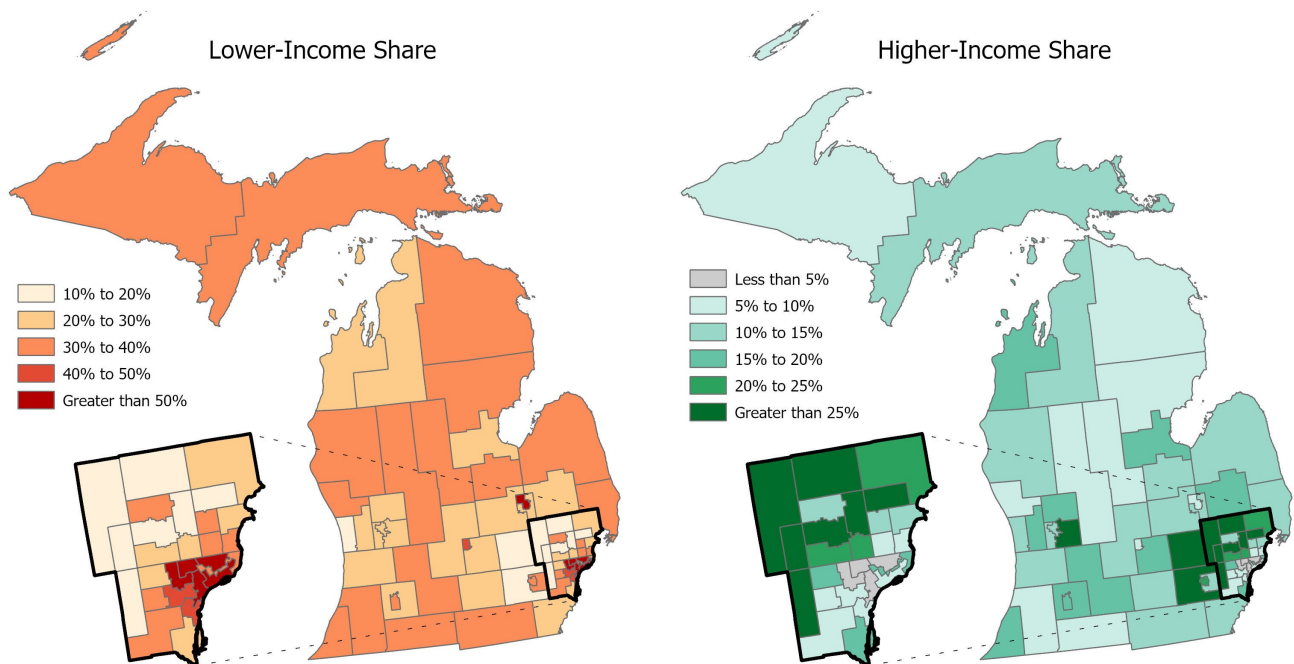 Lower-Income Share
Higher-Income Share
10% to 20%
20% to 30%
30% to 40%
40% to 50%
Greater than 50%
Less than 5%
5% to 10%
10% to 15%
15% to 20%
20% to 25%
Greater than 25%